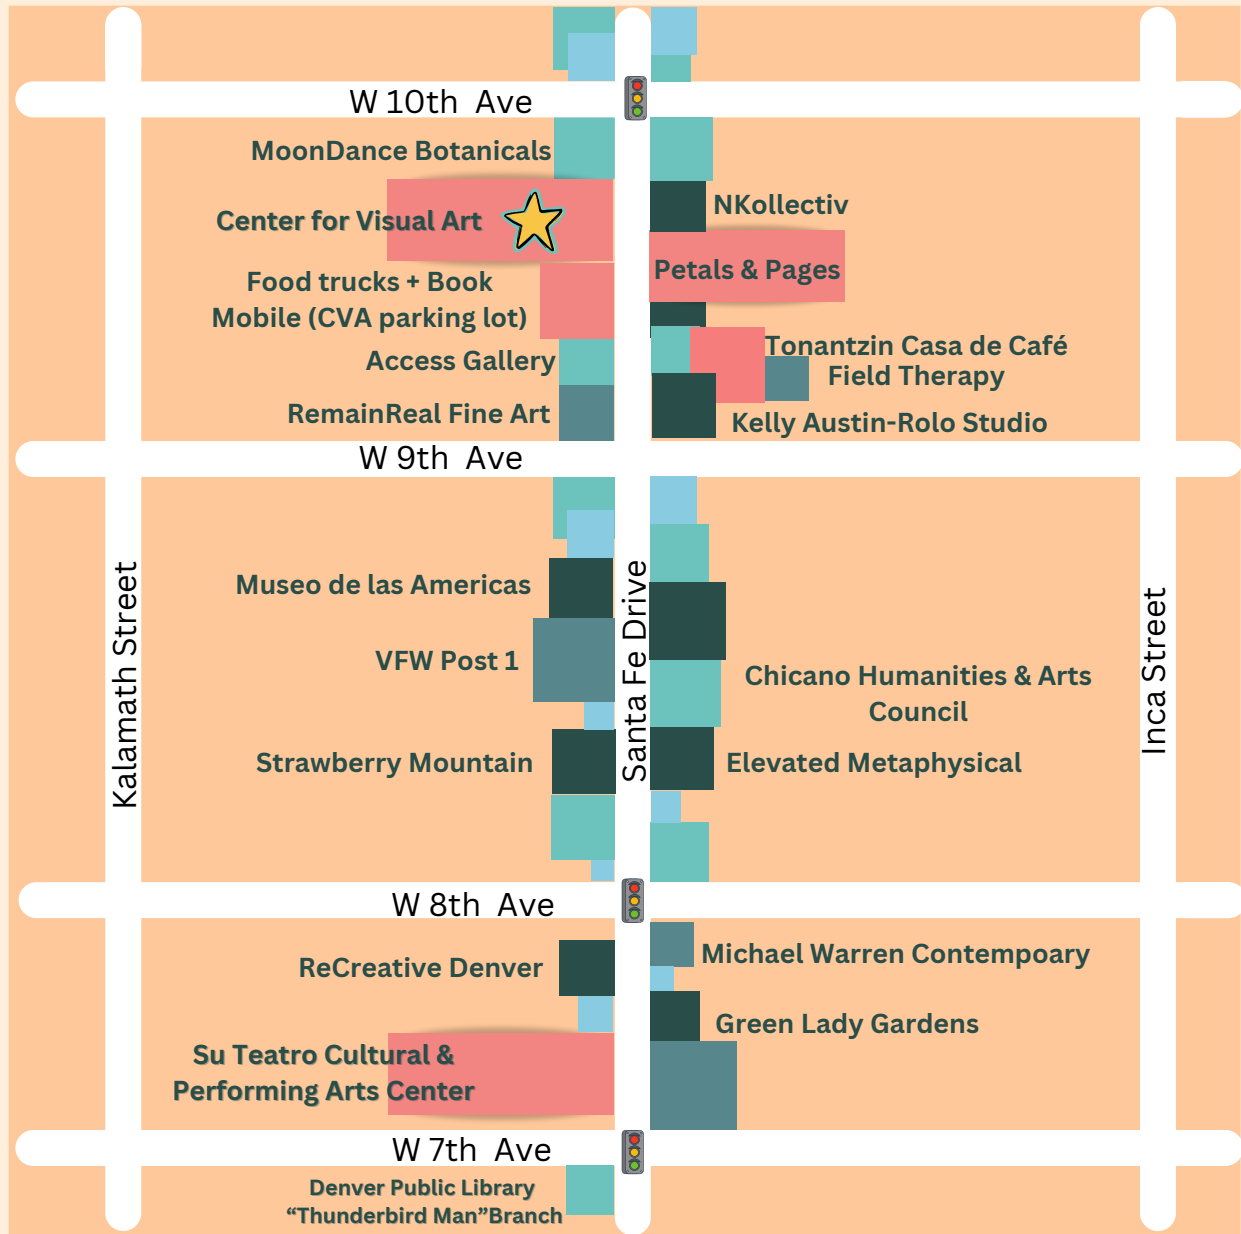 W 10th Ave
MoonDance Botanicals
Center for Visual Art
NKollectiv
Food trucks + Book
Mobile (CVA parking lot)
Petals & Pages
Access Gallery
Tonantzin Casa de Café
Field Therapy
RemainReal Fine Art
Kelly Austin-Rolo Studio
W 9th Ave
Kalamath Street
Santa Fe Drive
Inca Street
Museo de las Americas
VFW Post 1
Chicano Humanities & Arts
Council
Strawberry Mountain
Elevated Metaphysical
W 8th Ave
ReCreative Denver
Michael Warren Contempoary
Green Lady Gardens
Su Teatro Cultural &
Performing Arts Center
W 7th Ave
Denver Public Library
“Thunderbird Man”Branch